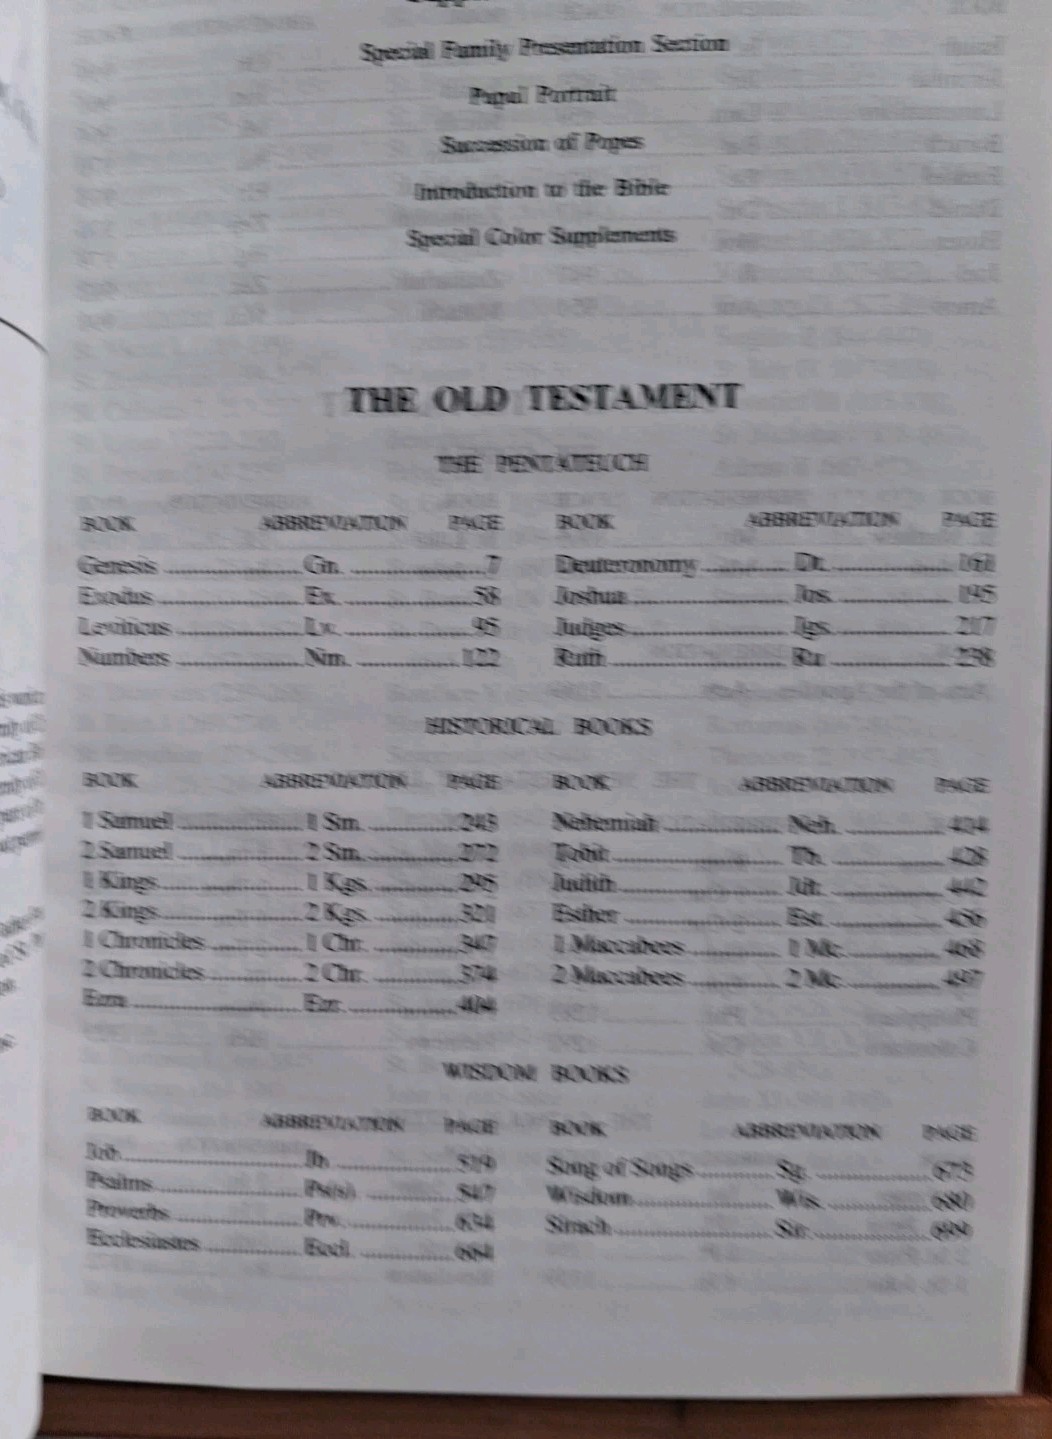 Special Family Presentation Section
Papal Portrait
Succession of Popes
Introduction to the Bible
Special Color Supplements
THE OLD TESTAMENT
THE PENTATEUCH
BOOK ABBREVIATION PAGE BOOK ABBREVIATION PAGE
Genesis Gn. 7 Deuteronomy Dt. 161
Exodus Ex. 58 Joshua Jos. 195
Leviticus Lv. 95 Judges Jgs. 217
Numbers Nm. 122 Ruth Ru 238
HISTORICAL BOOKS
BOOK ABBREVIATION PAGE BOOK ABBREVIATION PAGE
1 Samuel 1 Sm. 243 Nehemiah Neh.
2 Samuel 2 Sm. 272 Tobit Tb. 428
1 Kings 1 Kgs. 295 Judith Jdt. 442
2 Kings 2 Kgs. 321 Esther Est. 456
1 Chronicles 1 Chr. 347 1 Maccabees 1 Mc. 468
2 Chronicles 2 Chr. 374 2 Maccabees 2 Mc. 497
Ezra Ezr. 404
WISDOM BOOKS
BOOK ABBREVIATION PAGE BOOK ABBREVIATION PAGE
Job Jb. 519 Song of Songs Sg. 673
Psalms Ps(s). 547 Wisdom Wis. 680
Proverbs Prv. 634 Sirach Sir.
Ecclesiastes Eccl. 664